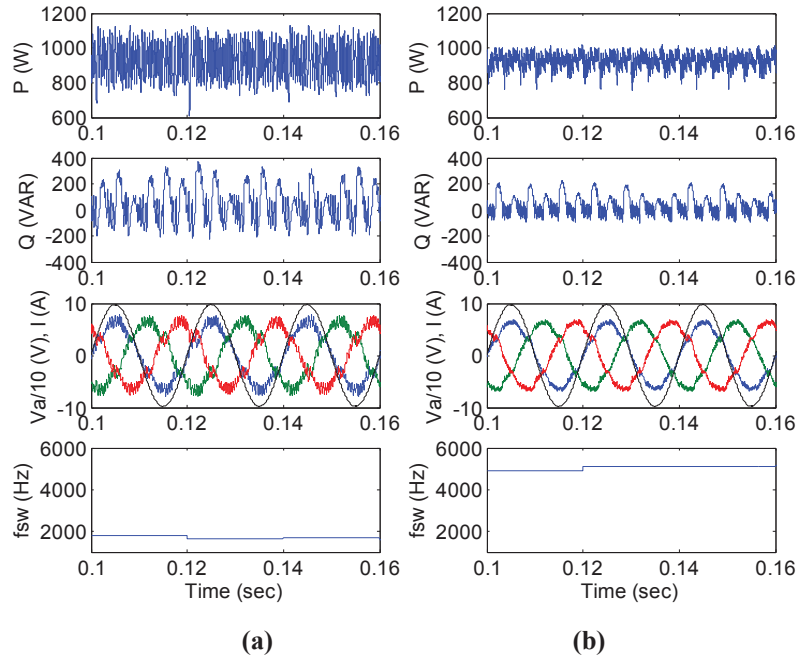 1200
1000
800
600
P (W)
0.1 0.12 0.14 0.16
400
200
0
-200
-400
Q (VAR)
0.1 0.12 0.14 0.16
10
0
-10
Va/10 (V), I (A)
0.1 0.12 0.14 0.16
6000
4000
2000
fsw (Hz)
0.1 0.12 0.14 0.16
Time (sec)
(a)
1200
1000
800
600
P (W)
0.1 0.12 0.14 0.16
400
200
0
-200
-400
Q (VAR)
0.1 0.12 0.14 0.16
10
0
-10
Va/10 (V), I (A)
0.1 0.12 0.14 0.16
6000
4000
2000
fsw (Hz)
0.1 0.12 0.14 0.16
Time (sec)
(b)